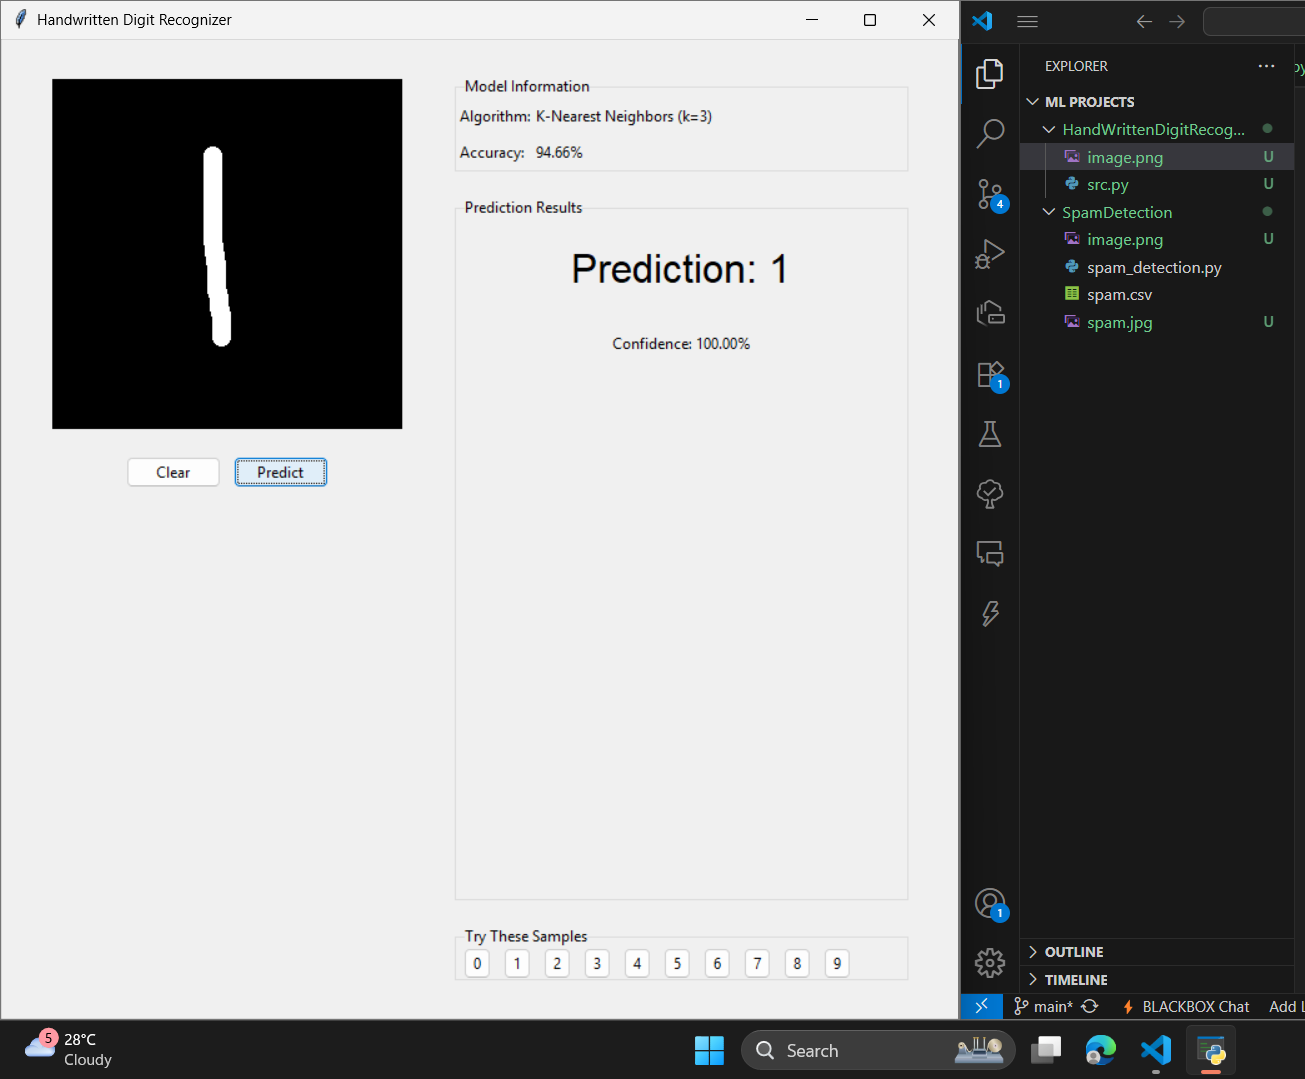 Handwritten Digit Recognizer
Model Information
Algorithm: K-Nearest Neighbors (k=3)
Accuracy: 94.66%
Prediction Results
Prediction: 1
Confidence: 100.00%
Clear
Predict
Try These Samples
0 1 2 3 4 5 6 7 8 9
EXPLORER
ML PROJECTS
HandWrittenDigitRecog...
image.png U
src.py U
SpamDetection
image.png U
spam_detection.py
spam.csv
spam.jpg U
4
1
1
OUTLINE
TIMELINE
main*
BLACKBOX Chat
Add
5
28°C
Cloudy
Search